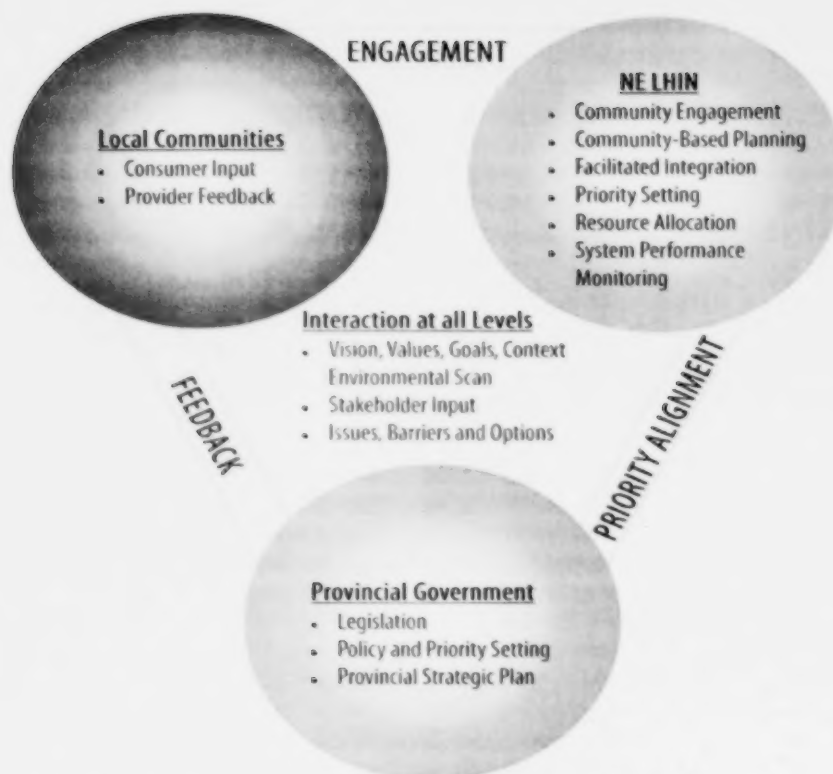 ENGAGEMENT
Local Communities
• Consumer Input
• Provider Feedback
NE LHIN
• Community Engagement
• Community-Based Planning
• Facilitated Integration
• Priority Setting
• Resource Allocation
• System Performance
Monitoring
Interaction at all Levels
• Vision, Values, Goals, Context
Environmental Scan
• Stakeholder Input
• Issues, Barriers and Options
FEEDBACK
PRIORITY ALIGNMENT
Provincial Government
• Legislation
• Policy and Priority Setting
• Provincial Strategic Plan